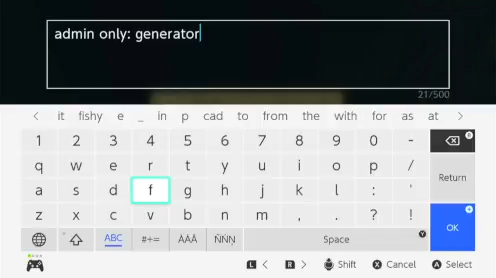 admin only: generator
21/500
< it fishy e _ in p cad to from the with for as at >
1 2 3 4 5 6 7 8 9 0 -
q w e r t y u i o p /
Return
a s d f g h j k l : '
z x c v b n m , . ? !
OK
ABC #+= ÀÁÂ ŃÑŅ Space Y
L < R > Shift X Cancel A Select